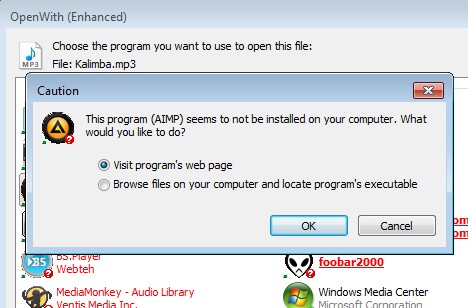 OpenWith (Enhanced)
Choose the program you want to use to open this file:
MP3
File: Kalimba.mp3
Caution
This program (AIMP) seems to not be installed on your computer. What
would you like to do?
Visit program's web page
Browse files on your computer and locate program's executable
OK
Cancel
BS.Player
Webteh
foobar2000
MediaMonkey - Audio Library
Ventis Media Inc.
Windows Media Center
Microsoft Corporation